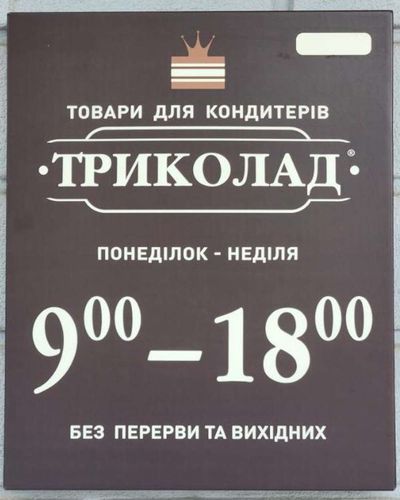 ТОВАРИ ДЛЯ КОНДИТЕРІВ
·ТРИКОЛАД®·
ПОНЕДІЛОК - НЕДІЛЯ
9⁰⁰ – 18⁰⁰
БЕЗ ПЕРЕРВИ ТА ВИХІДНИХ